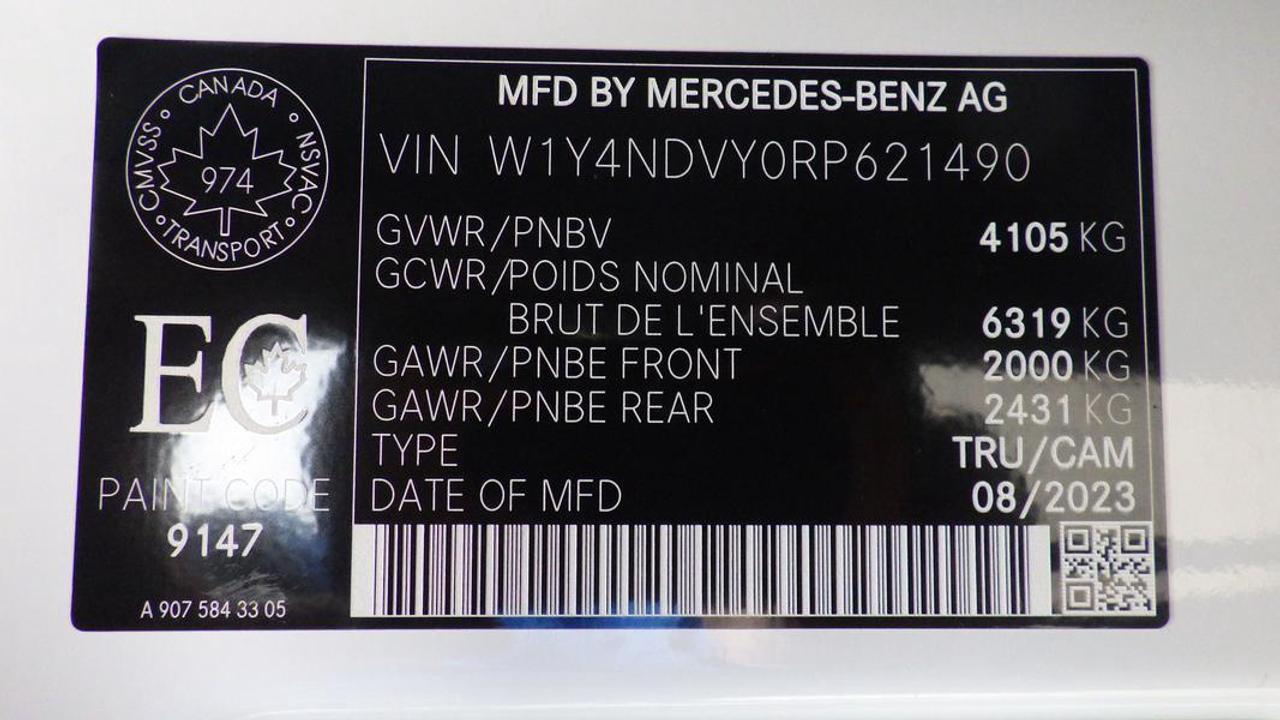 CANADA
CMVSS NSVAC
974
TRANSPORT
EC
PAINT CODE
9147
A 907 584 33 05
MFD BY MERCEDES-BENZ AG
VIN W1Y4NDVY0RP621490
GVWR/PNBV 4105 KG
GCWR/POIDS NOMINAL
BRUT DE L'ENSEMBLE 6319 KG
GAWR/PNBE FRONT 2000 KG
GAWR/PNBE REAR 2431 KG
TYPE TRU/CAM
DATE OF MFD 08/2023